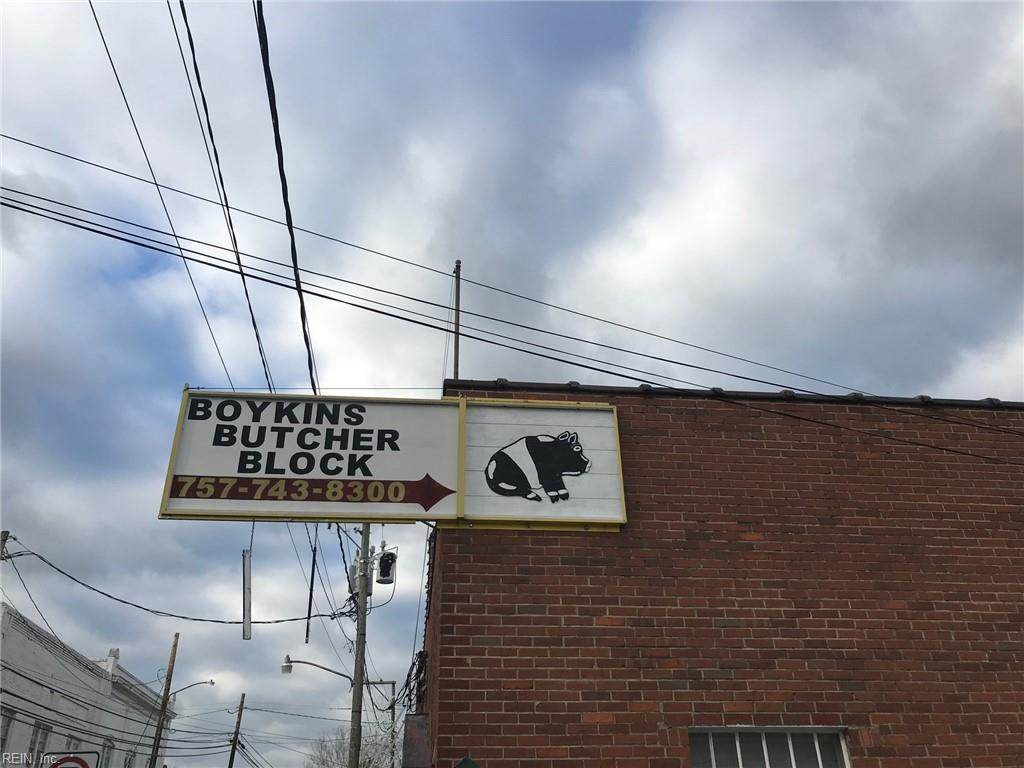 BOYKINS
BUTCHER
BLOCK
757-743-8300
REIN, Inc.